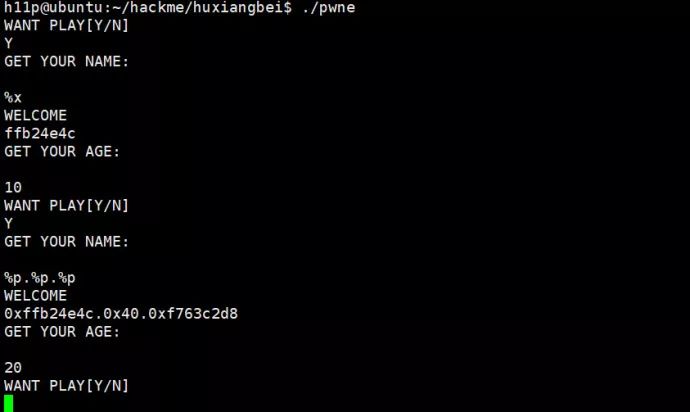 h11p@ubuntu:~/hackme/huxiangbei$ ./pwne
WANT PLAY[Y/N]
Y
GET YOUR NAME:
%x
WELCOME
ffb24e4c
GET YOUR AGE:
10
WANT PLAY[Y/N]
Y
GET YOUR NAME:
%p.%p.%p
WELCOME
0xffb24e4c.0x40.0xf763c2d8
GET YOUR AGE:
20
WANT PLAY[Y/N]